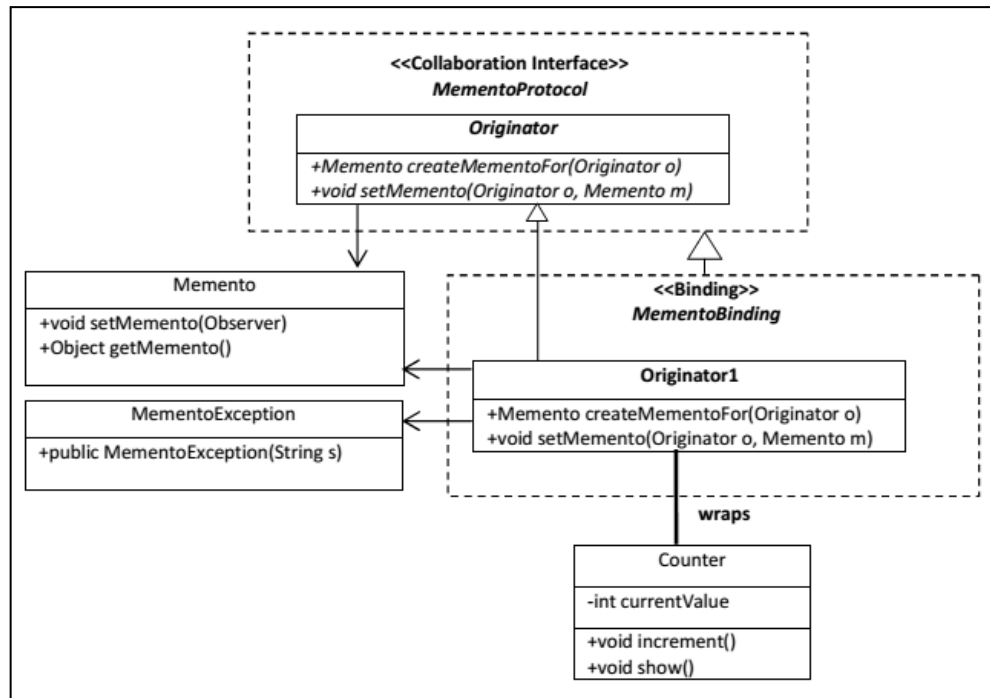 <<Collaboration Interface>>
MementoProtocol
Originator
+Memento createMementoFor(Originator o)
+void setMemento(Originator o, Memento m)
Memento
+void setMemento(Observer)
+Object getMemento()
MementoException
+public MementoException(String s)
<<Binding>>
MementoBinding
Originator1
+Memento createMementoFor(Originator o)
+void setMemento(Originator o, Memento m)
wraps
Counter
-int currentValue
+void increment()
+void show()